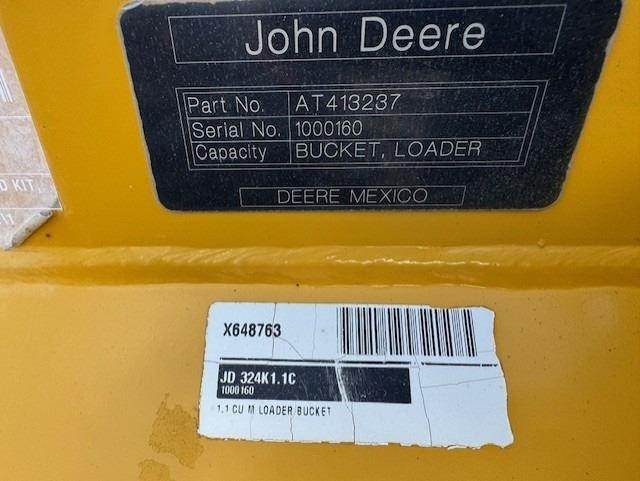 John Deere
Part No. AT413237
Serial No. 1000160
Capacity BUCKET, LOADER
DEERE MEXICO
D KIT
X648763
JD 324K1.1C
1000160
1.1 CU M LOADER BUCKET